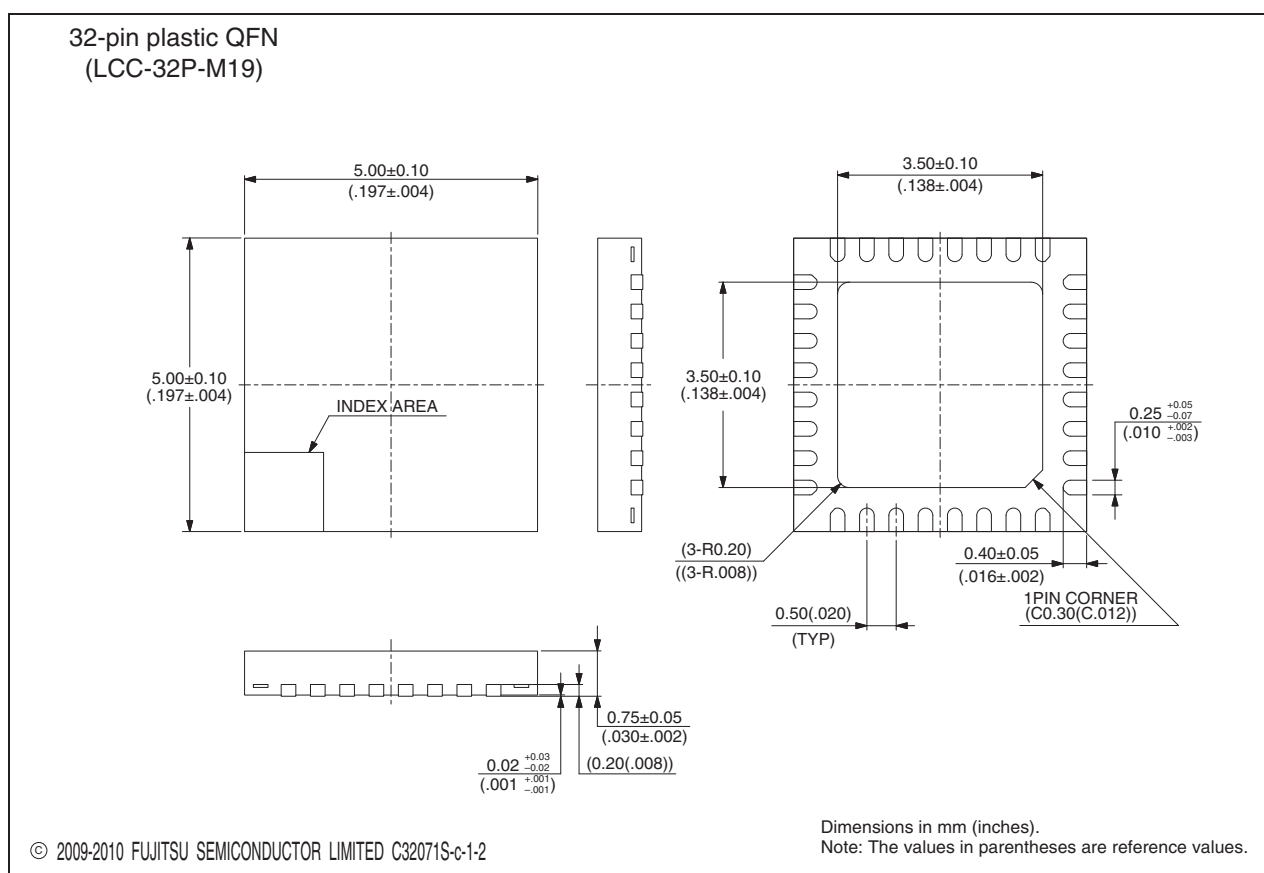 32-pin plastic QFN
(LCC-32P-M19)
5.00±0.10
(.197±.004)
3.50±0.10
(.138±.004)
5.00±0.10
(.197±.004)
INDEX AREA
3.50±0.10
(.138±.004)
0.25 +0.05 –0.07
(.010 +.002 –.003)
(3-R0.20)
((3-R.008))
0.50(.020)
(TYP)
0.40±0.05
(.016±.002)
1PIN CORNER
(C0.30(C.012))
0.75±0.05
(.030±.002)
0.02 +0.03 –0.02
(.001 +.001 –.001)
(0.20(.008))
© 2009-2010 FUJITSU SEMICONDUCTOR LIMITED C32071S-c-1-2
Dimensions in mm (inches).
Note: The values in parentheses are reference values.